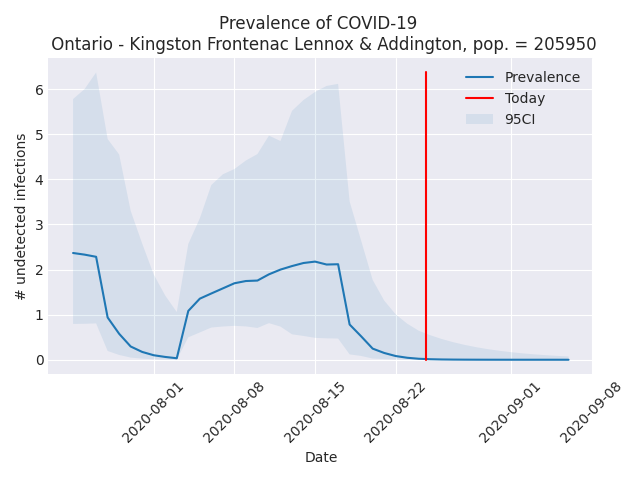 Prevalence of COVID-19
Ontario - Kingston Frontenac Lennox & Addington, pop. = 205950
# undetected infections
6
5
4
3
2
1
0
Prevalence
Today
95CI
2020-08-01
2020-08-08
2020-08-15
2020-08-22
2020-09-01
2020-09-08
Date